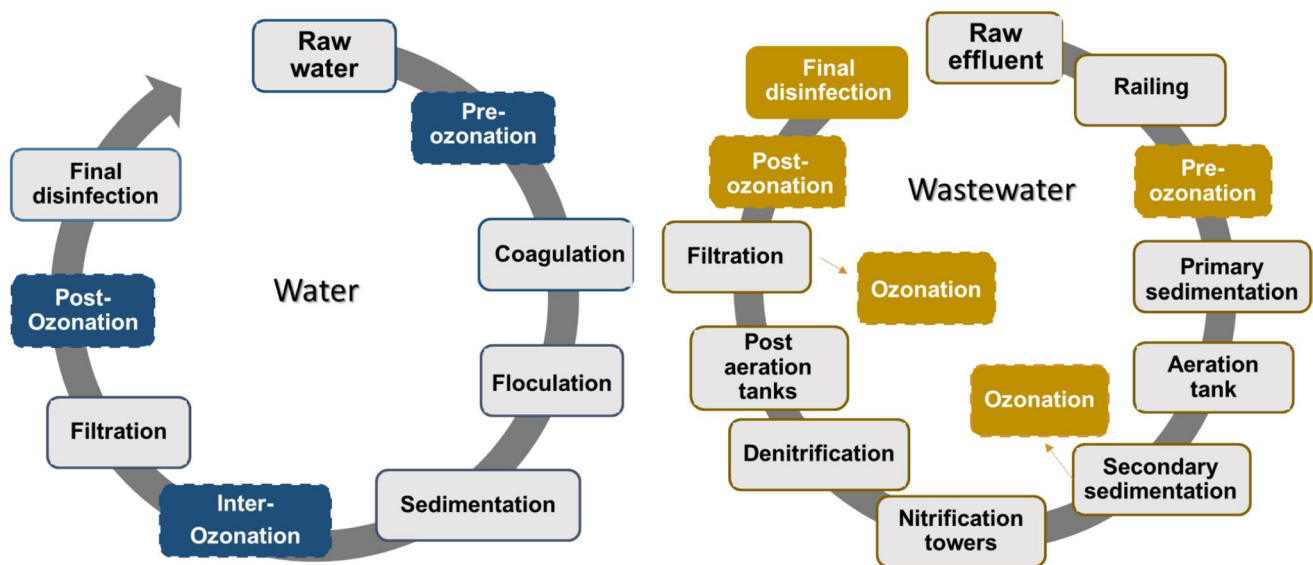 Raw
water
Pre-
ozonation
Coagulation
Floculation
Sedimentation
Inter-
Ozonation
Filtration
Post-
Ozonation
Final
disinfection
Water
Raw
effluent
Railing
Pre-
ozonation
Primary
sedimentation
Aeration
tank
Secondary
sedimentation
Ozonation
Nitrification
towers
Denitrification
Post
aeration
tanks
Filtration
Ozonation
Post-
ozonation
Final
disinfection
Wastewater